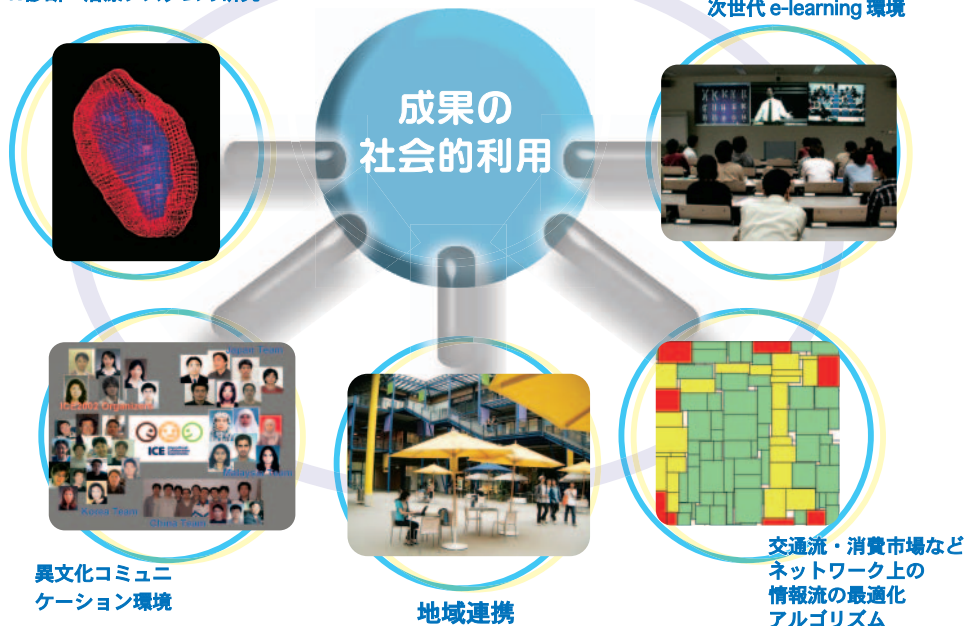 次世代 e-learning 環境
成果の
社会的利用
Japan Team
ICE2002 Organizer
ICE
Malaysia Team
Korea Team
China Team
異文化コミュニ
ケーション環境
地域連携
交通流・消費市場など
ネットワーク上の
情報流の最適化
アルゴリズム